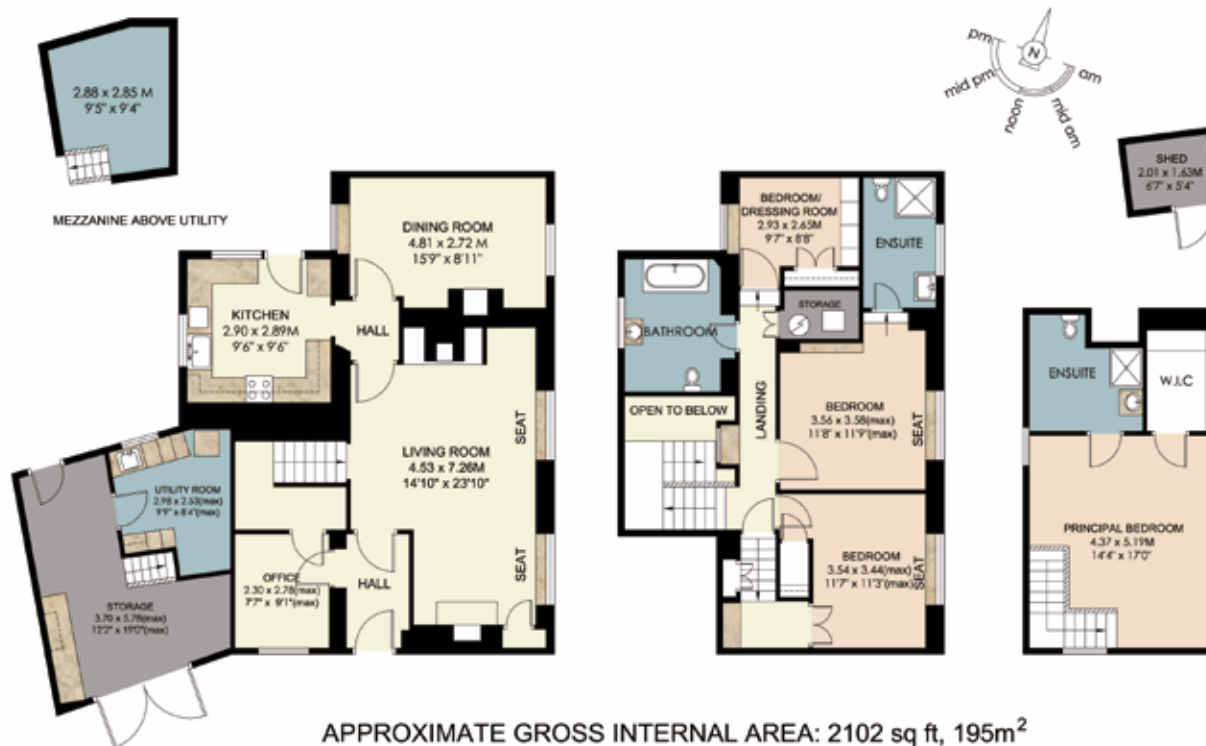 2.88 x 2.85 M
9'5" x 9'4"
MEZZANINE ABOVE UTILITY
DINING ROOM
4.81 x 2.72 M
15'9" x 8'11"
KITCHEN
2.90 x 2.89M
9'6" x 9'6"
HALL
LIVING ROOM
4.53 x 7.26M
14'10" x 23'10"
SEAT
SEAT
UTILITY ROOM
2.98 x 2.53(max)
9'9" x 8'4"(max)
OFFICE
2.30 x 2.78(max)
7'7" x 9'1"(max)
HALL
STORAGE
3.70 x 5.78(max)
12'2" x 19'0"(max)
BEDROOM/
DRESSING ROOM
2.93 x 2.65M
9'7" x 8'8"
ENSUITE
STORAGE
BATHROOM
OPEN TO BELOW
LANDING
BEDROOM
3.56 x 3.58(max)
11'8" x 11'9"(max)
SEAT
BEDROOM
3.54 x 3.44(max)
11'7" x 11'3"(max)
SEAT
pm
N
am
mid pm
noon
mid am
SHED
2.01 x 1.63M
6'7" x 5'4"
ENSUITE
W.I.C
PRINCIPAL BEDROOM
4.37 x 5.19M
14'4" x 17'0"
APPROXIMATE GROSS INTERNAL AREA: 2102 sq ft, 195m²